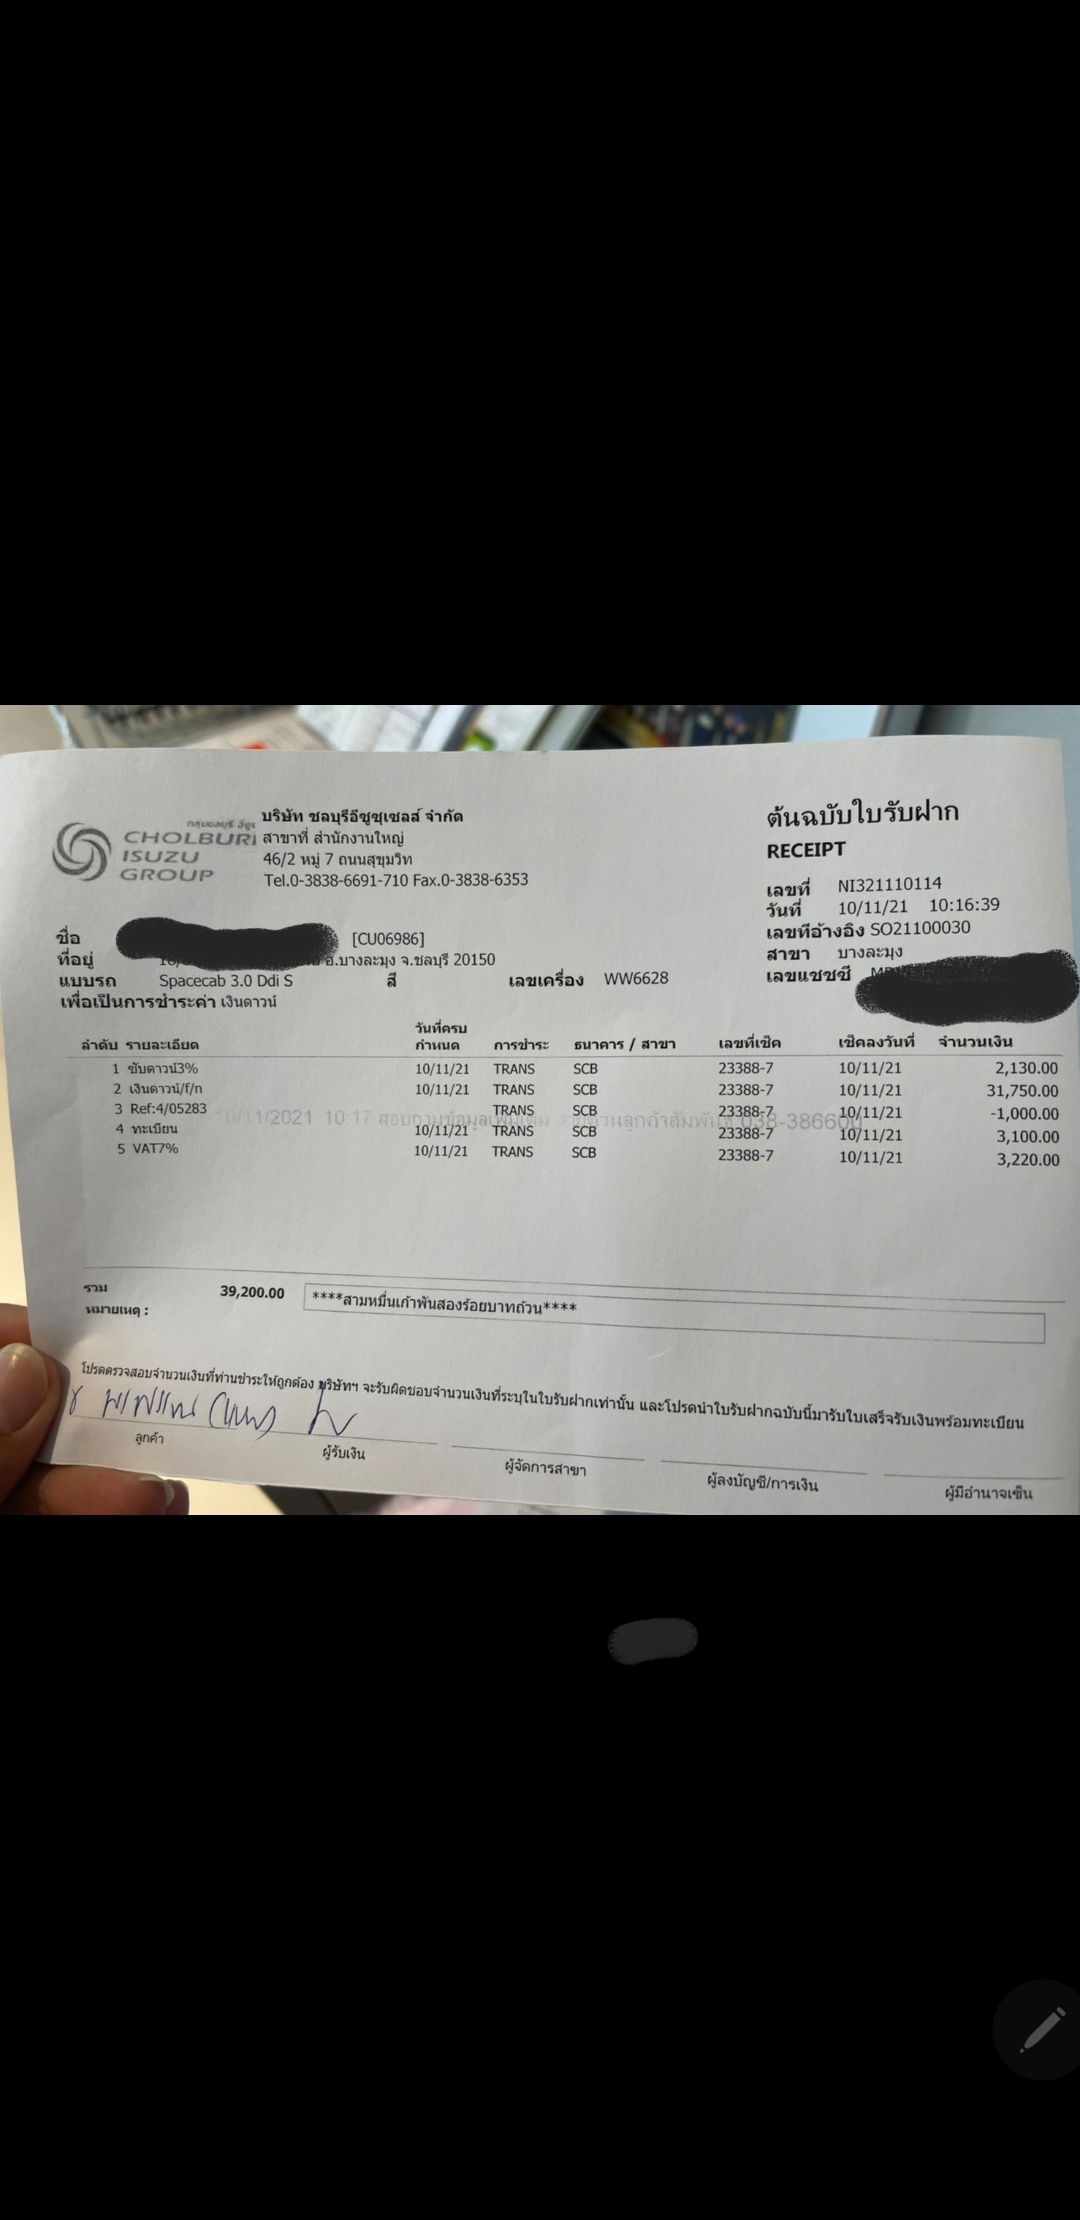 กลุ่มชลบุรี อีซูซุ
CHOLBURI
ISUZU
GROUP
บริษัท ชลบุรีอีซูซุเซลส์ จำกัด
สาขาที่ สำนักงานใหญ่
46/2 หมู่ 7 ถนนสุขุมวิท
Tel.0-3838-6691-710 Fax.0-3838-6353
ต้นฉบับใบรับฝาก
RECEIPT
เลขที่ NI321110114
วันที่ 10/11/21 10:16:39
เลขที่อ้างอิง SO21100030
สาขา บางละมุง
เลขแชชซี
ชื่อ [CU06986]
ที่อยู่ อ.บางละมุง จ.ชลบุรี 20150
แบบรถ Spacecab 3.0 Ddi S สี เลขเครื่อง WW6628
เพื่อเป็นการชำระค่า เงินดาวน์
ลำดับ รายละเอียด วันที่ครบกำหนด การชำระ ธนาคาร / สาขา เลขที่เช็ค เช็คลงวันที่ จำนวนเงิน
1 ซับดาวน์3% 10/11/21 TRANS SCB 23388-7 10/11/21 2,130.00
2 เงินดาวน์/f/n 10/11/21 TRANS SCB 23388-7 10/11/21 31,750.00
3 Ref:4/05283 TRANS SCB 23388-7 10/11/21 -1,000.00
10/11/2021 10:17 สอบถามข้อมูลเพิ่มเติม ลูกค้าสัมพันธ์ 038-386600
4 ทะเบียน 10/11/21 TRANS SCB 23388-7 10/11/21 3,100.00
5 VAT7% 10/11/21 TRANS SCB 23388-7 10/11/21 3,220.00
รวม 39,200.00 ****สามหมื่นเก้าพันสองร้อยบาทถ้วน****
หมายเหตุ :
โปรดตรวจสอบจำนวนเงินที่ท่านชำระให้ถูกต้อง บริษัทฯ จะรับผิดชอบจำนวนเงินที่ระบุในใบรับฝากเท่านั้น และโปรดนำใบรับฝากฉบับนี้มารับใบเสร็จรับเงินพร้อมทะเบียน
ลูกค้า ผู้รับเงิน ผู้จัดการสาขา ผู้ลงบัญชี/การเงิน ผู้มีอำนาจเซ็น